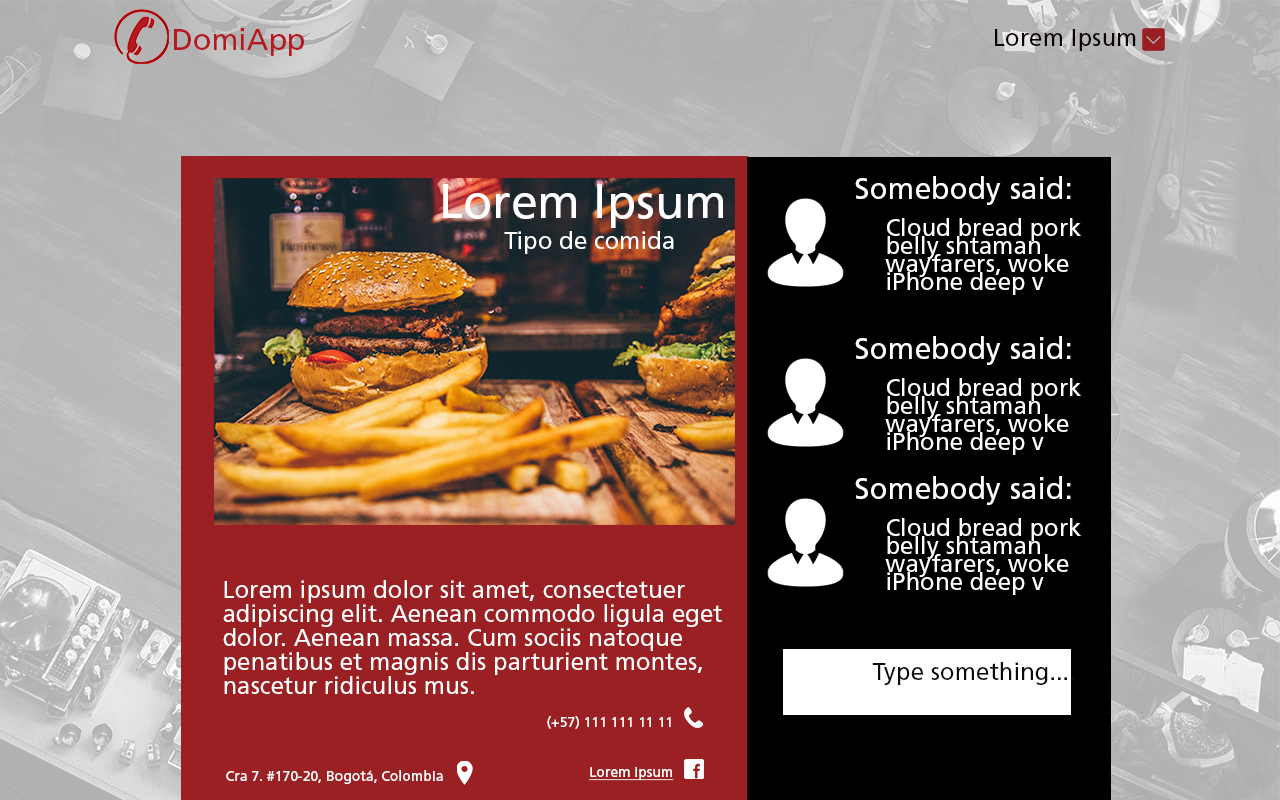 DomiApp
Lorem Ipsum
Lorem Ipsum
Tipo de comida
Hennessy
Lorem ipsum dolor sit amet, consectetuer
adipiscing elit. Aenean commodo ligula eget
dolor. Aenean massa. Cum sociis natoque
penatibus et magnis dis parturient montes,
nascetur ridiculus mus.
(+57) 111 111 11 11
Cra 7. #170-20, Bogotá, Colombia
Lorem Ipsum
Somebody said:
Cloud bread pork
belly shtaman
wayfarers, woke
iPhone deep v
Somebody said:
Cloud bread pork
belly shtaman
wayfarers, woke
iPhone deep v
Somebody said:
Cloud bread pork
belly shtaman
wayfarers, woke
iPhone deep v
Type something...